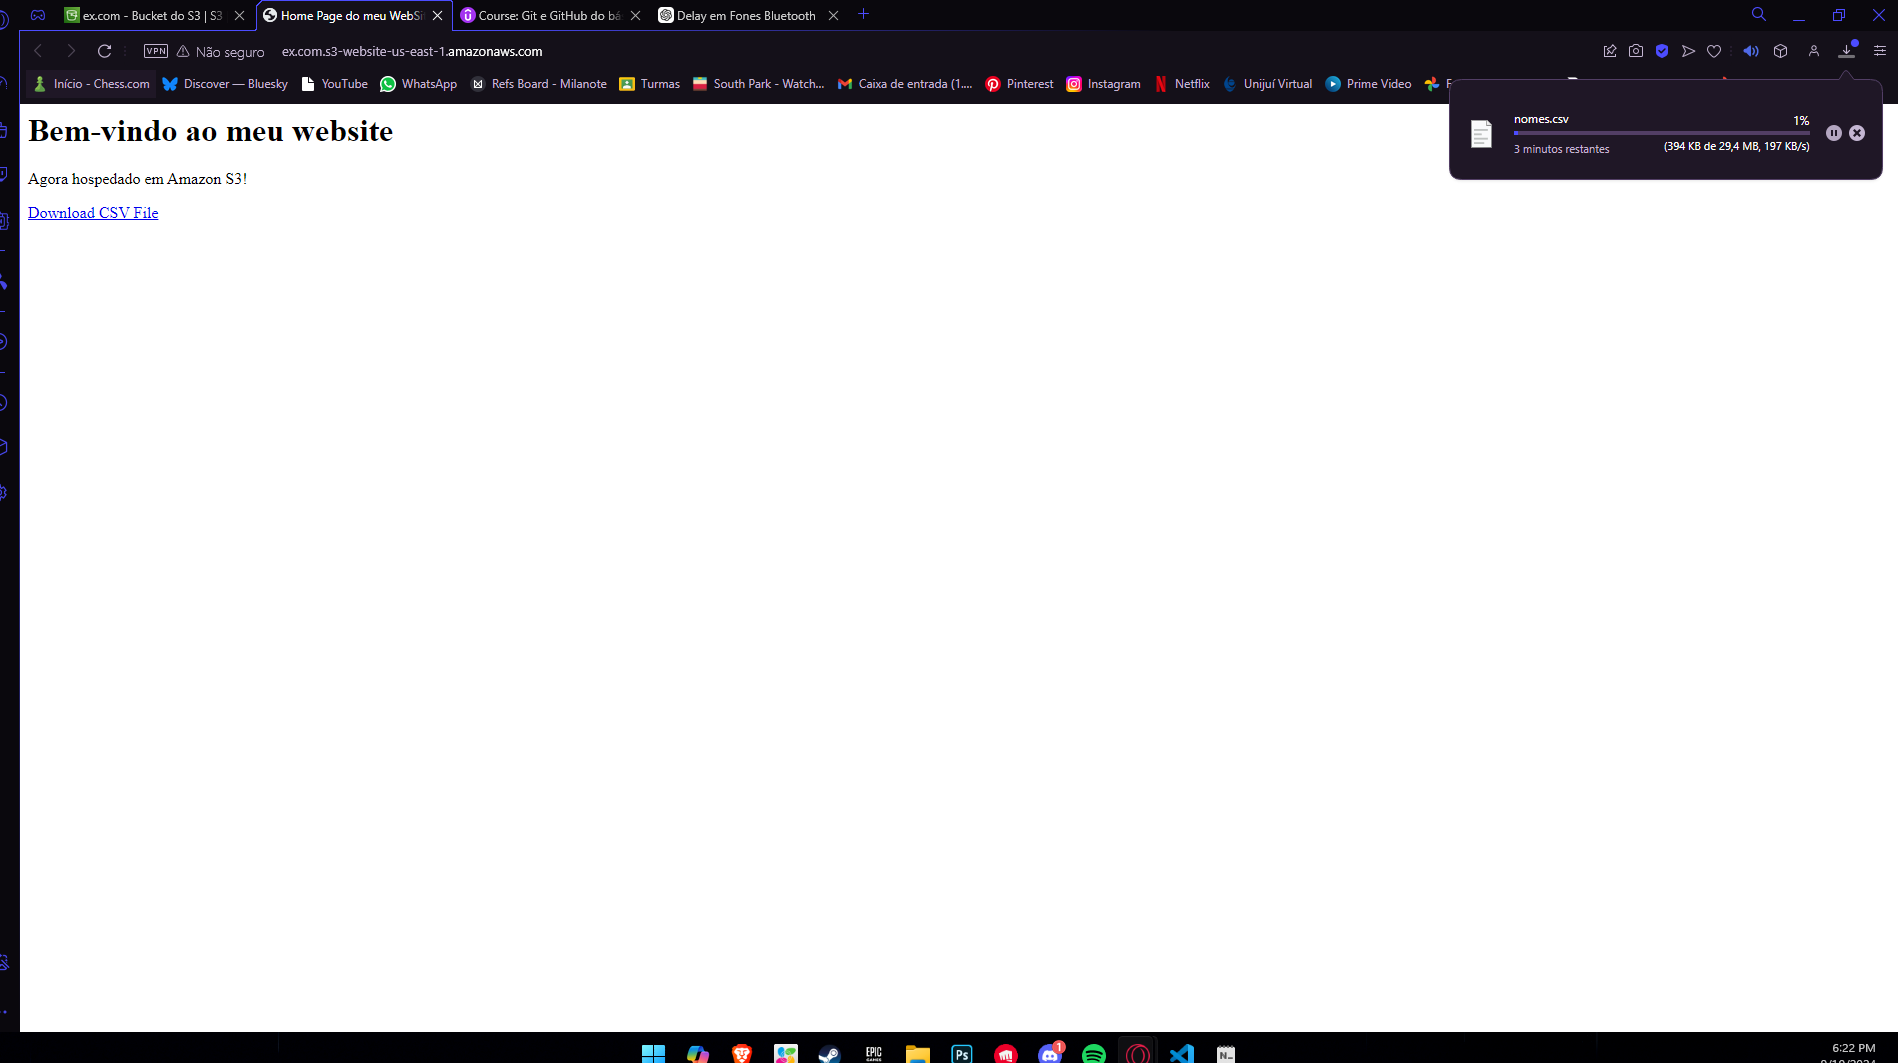 ex.com - Bucket do S3 | S3
Home Page do meu WebSi
Course: Git e GitHub do bá
Delay em Fones Bluetooth
VPN
Não seguro
ex.com.s3-website-us-east-1.amazonaws.com
Início - Chess.com
Discover — Bluesky
YouTube
WhatsApp
Refs Board - Milanote
Turmas
South Park - Watch...
Caixa de entrada (1....
Pinterest
Instagram
Netflix
Unijuí Virtual
Prime Video
nomes.csv
1%
3 minutos restantes
(394 KB de 29,4 MB, 197 KB/s)
Bem-vindo ao meu website
Agora hospedado em Amazon S3!
Download CSV File
EPIC
GAMES
Ps
1
N
6:22 PM